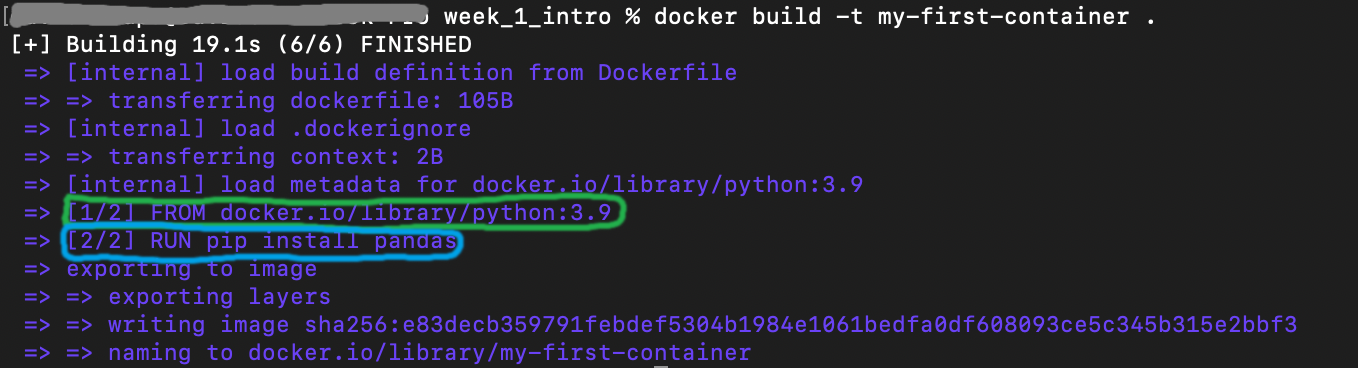 week_1_intro % docker build -t my-first-container .
[+] Building 19.1s (6/6) FINISHED
=> [internal] load build definition from Dockerfile
=> => transferring dockerfile: 105B
=> [internal] load .dockerignore
=> => transferring context: 2B
=> [internal] load metadata for docker.io/library/python:3.9
=> [1/2] FROM docker.io/library/python:3.9
=> [2/2] RUN pip install pandas
=> exporting to image
=> => exporting layers
=> => writing image sha256:e83decb359791febdef5304b1984e1061bedfa0df608093ce5c345b315e2bbf3
=> => naming to docker.io/library/my-first-container